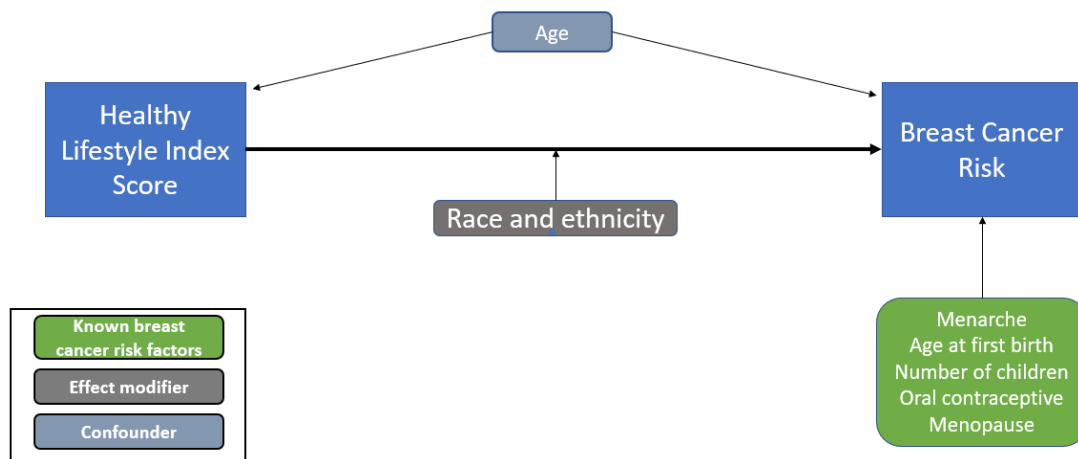 Age
Healthy
Lifestyle Index
Score
Breast Cancer
Risk
Race and ethnicity
Known breast
cancer risk factors
Effect modifier
Confounder
Menarche
Age at first birth
Number of children
Oral contraceptive
Menopause